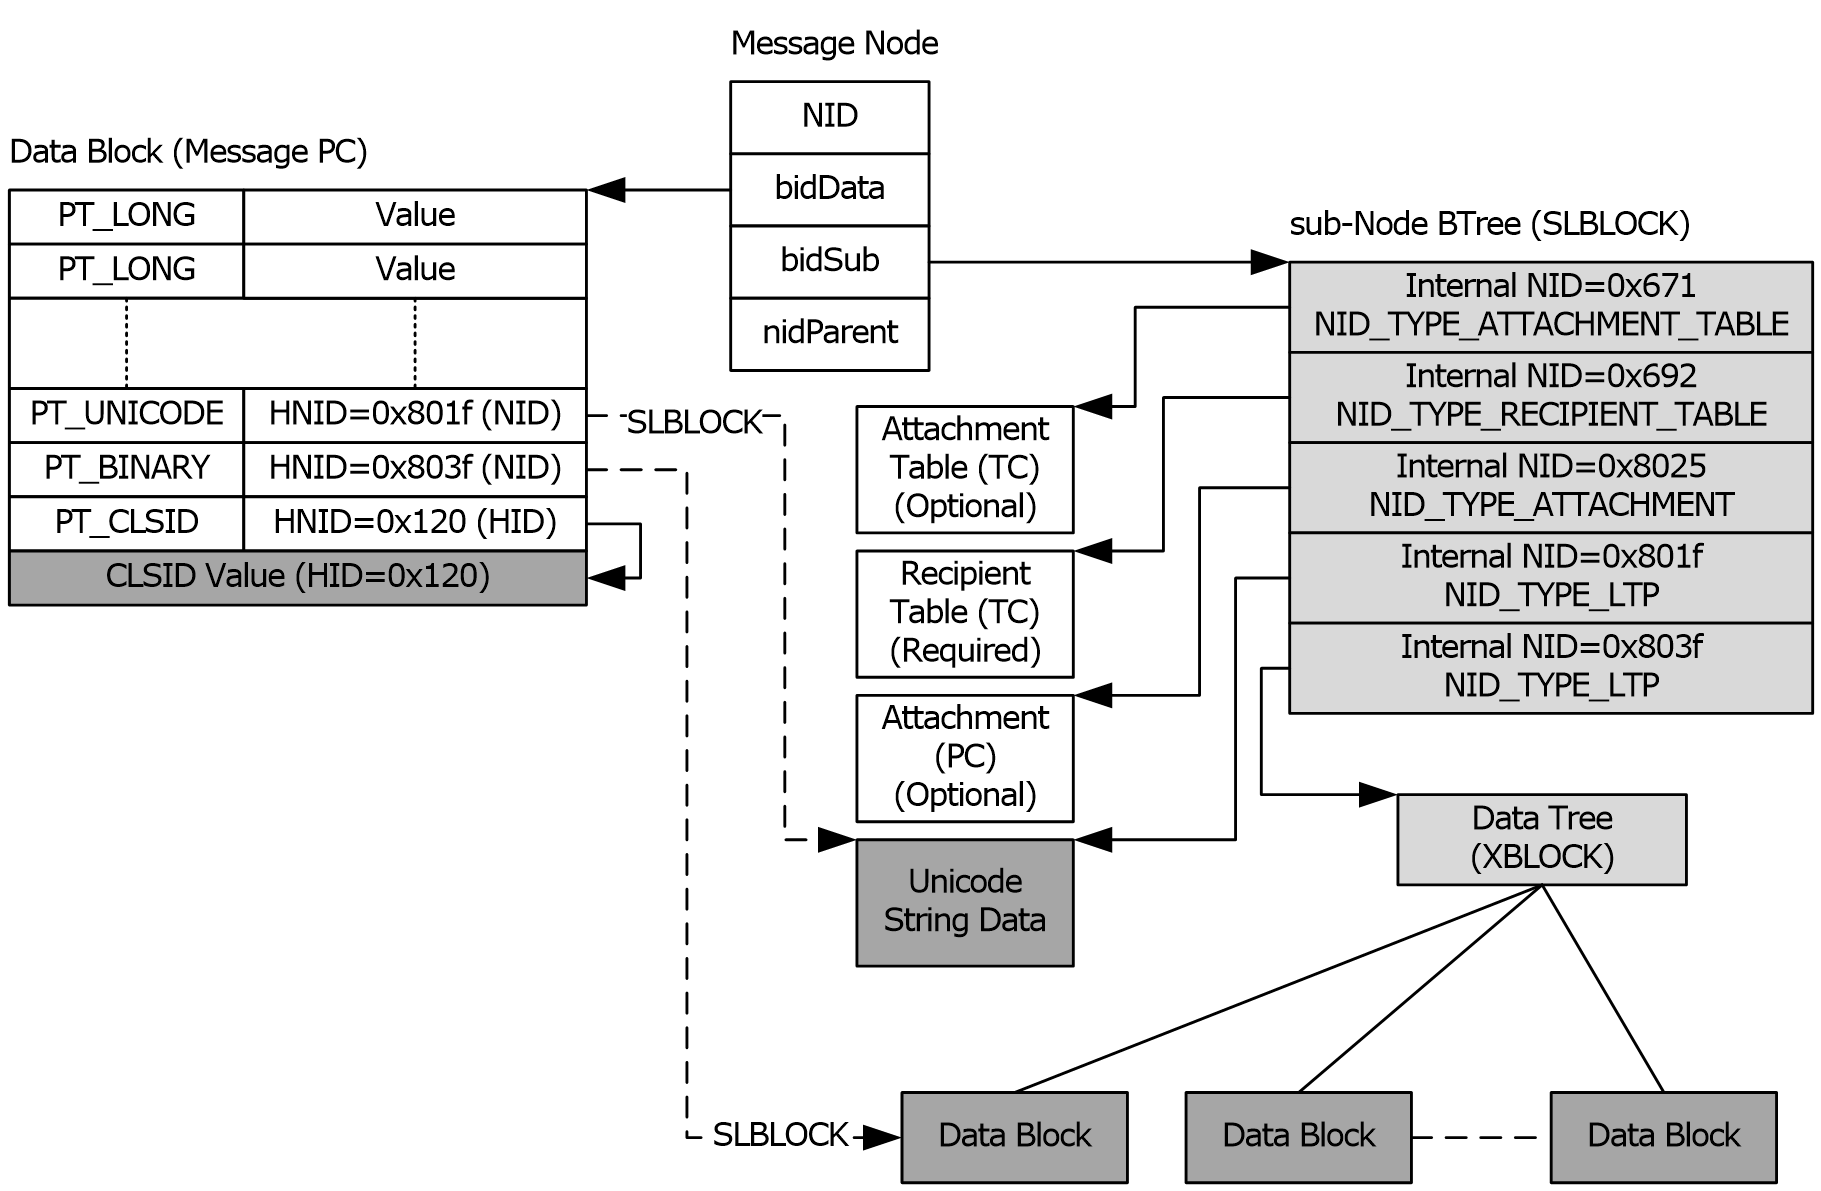 Message Node
NID
bidData
bidSub
nidParent
Data Block (Message PC)
PT_LONG Value
PT_LONG Value
PT_UNICODE HNID=0x801f (NID)
PT_BINARY HNID=0x803f (NID)
PT_CLSID HNID=0x120 (HID)
CLSID Value (HID=0x120)
SLBLOCK
sub-Node BTree (SLBLOCK)
Internal NID=0x671
NID_TYPE_ATTACHMENT_TABLE
Internal NID=0x692
NID_TYPE_RECIPIENT_TABLE
Internal NID=0x8025
NID_TYPE_ATTACHMENT
Internal NID=0x801f
NID_TYPE_LTP
Internal NID=0x803f
NID_TYPE_LTP
Attachment
Table (TC)
(Optional)
Recipient
Table (TC)
(Required)
Attachment
(PC)
(Optional)
Unicode
String Data
Data Tree
(XBLOCK)
SLBLOCK
Data Block
Data Block
Data Block